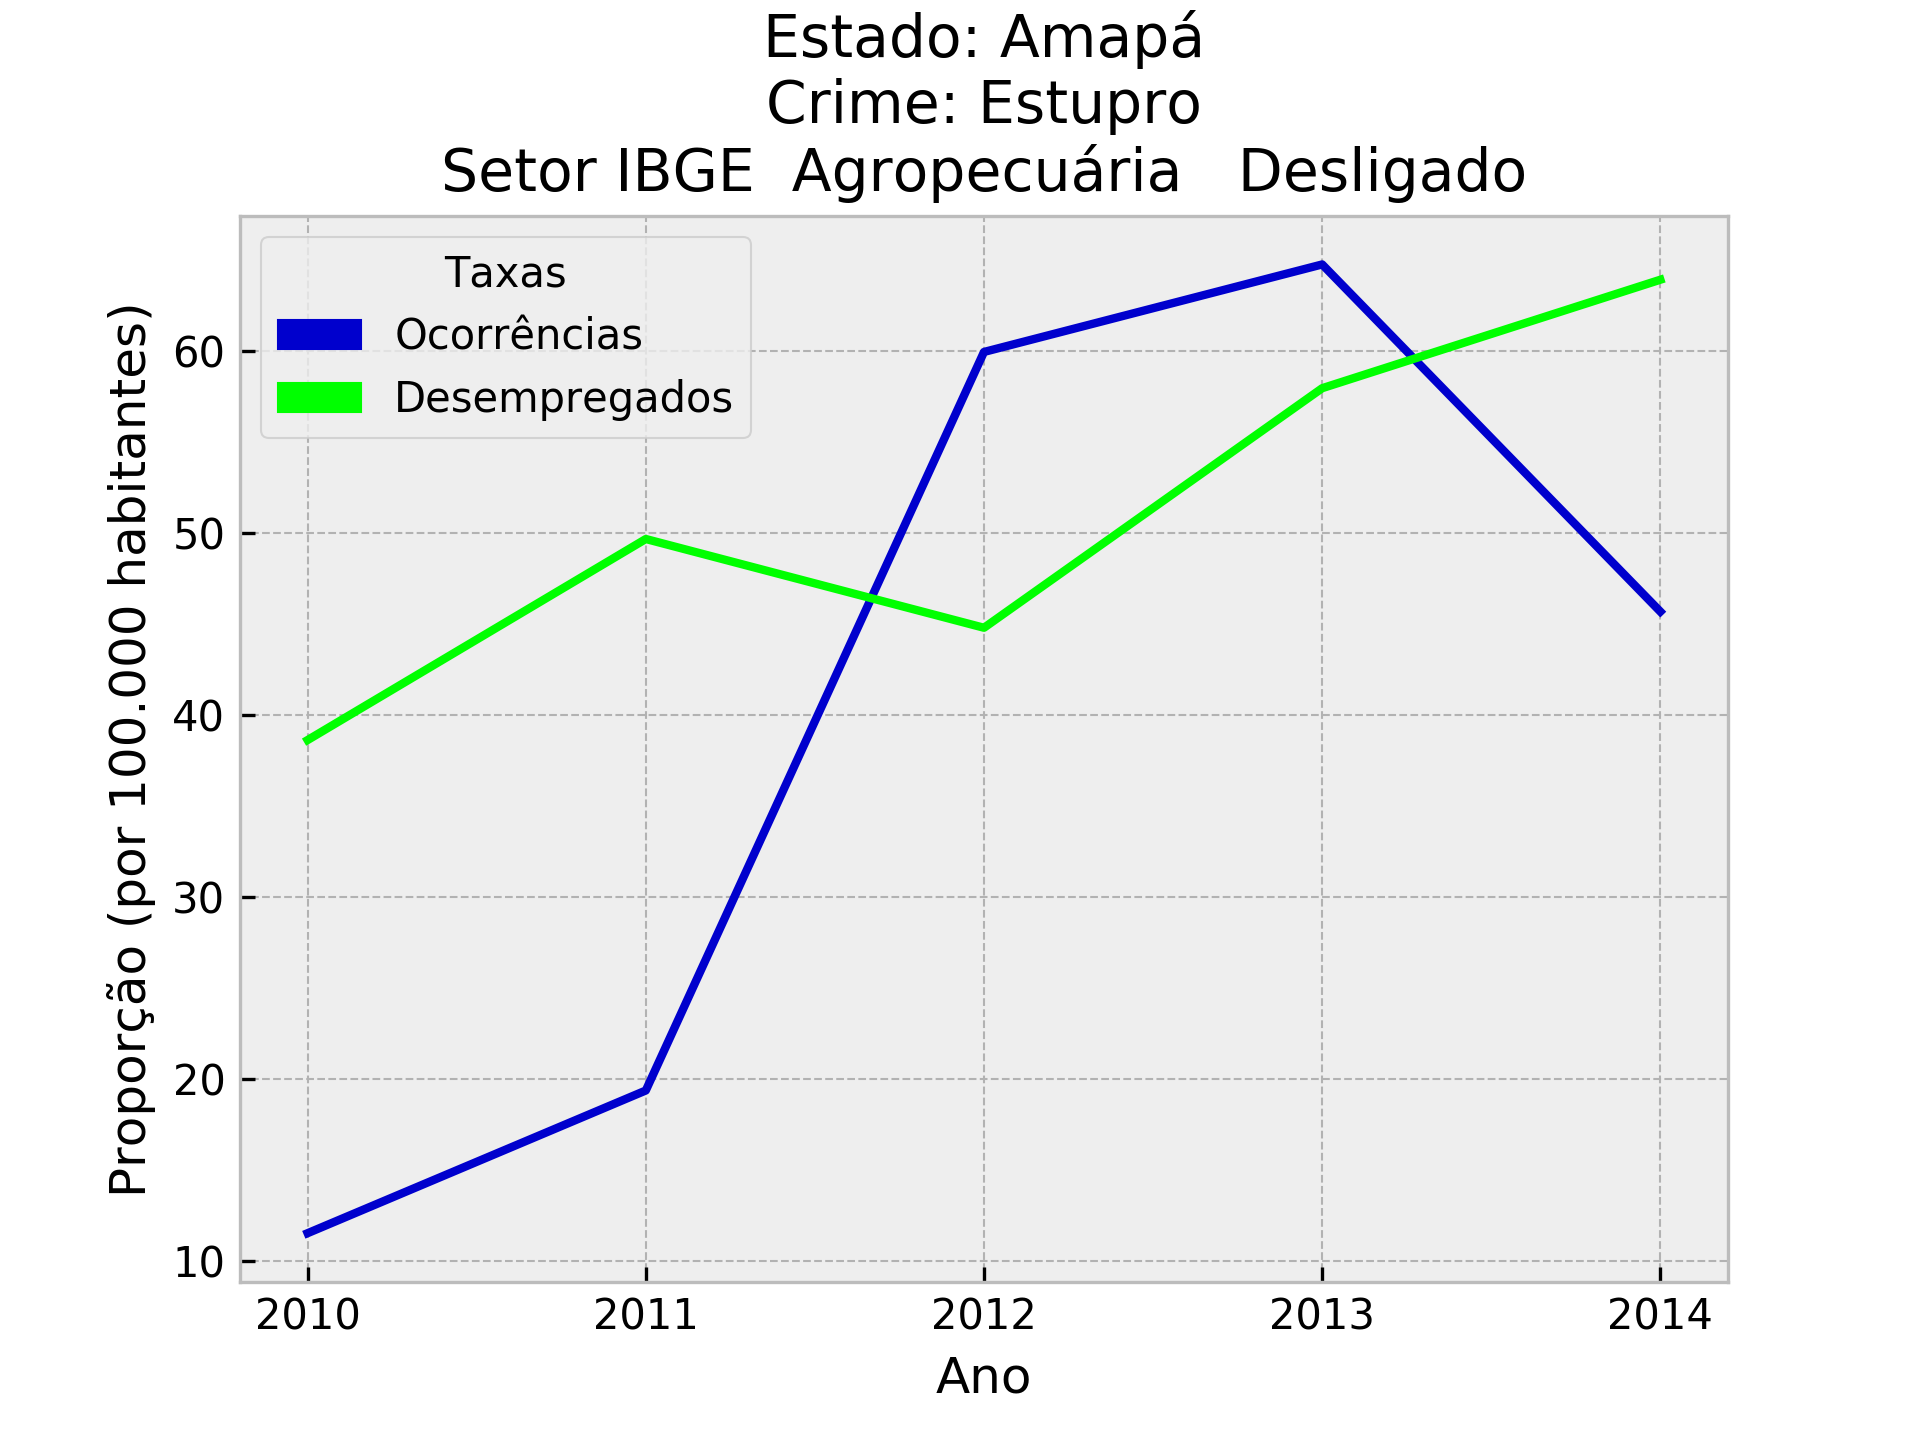 Estado: Amapá
Crime: Estupro
Setor IBGE  Agropecuária   Desligado
Proporção (por 100.000 habitantes)
Taxas
Ocorrências
Desempregados
60
50
40
30
20
10
2010 2011 2012 2013 2014
Ano